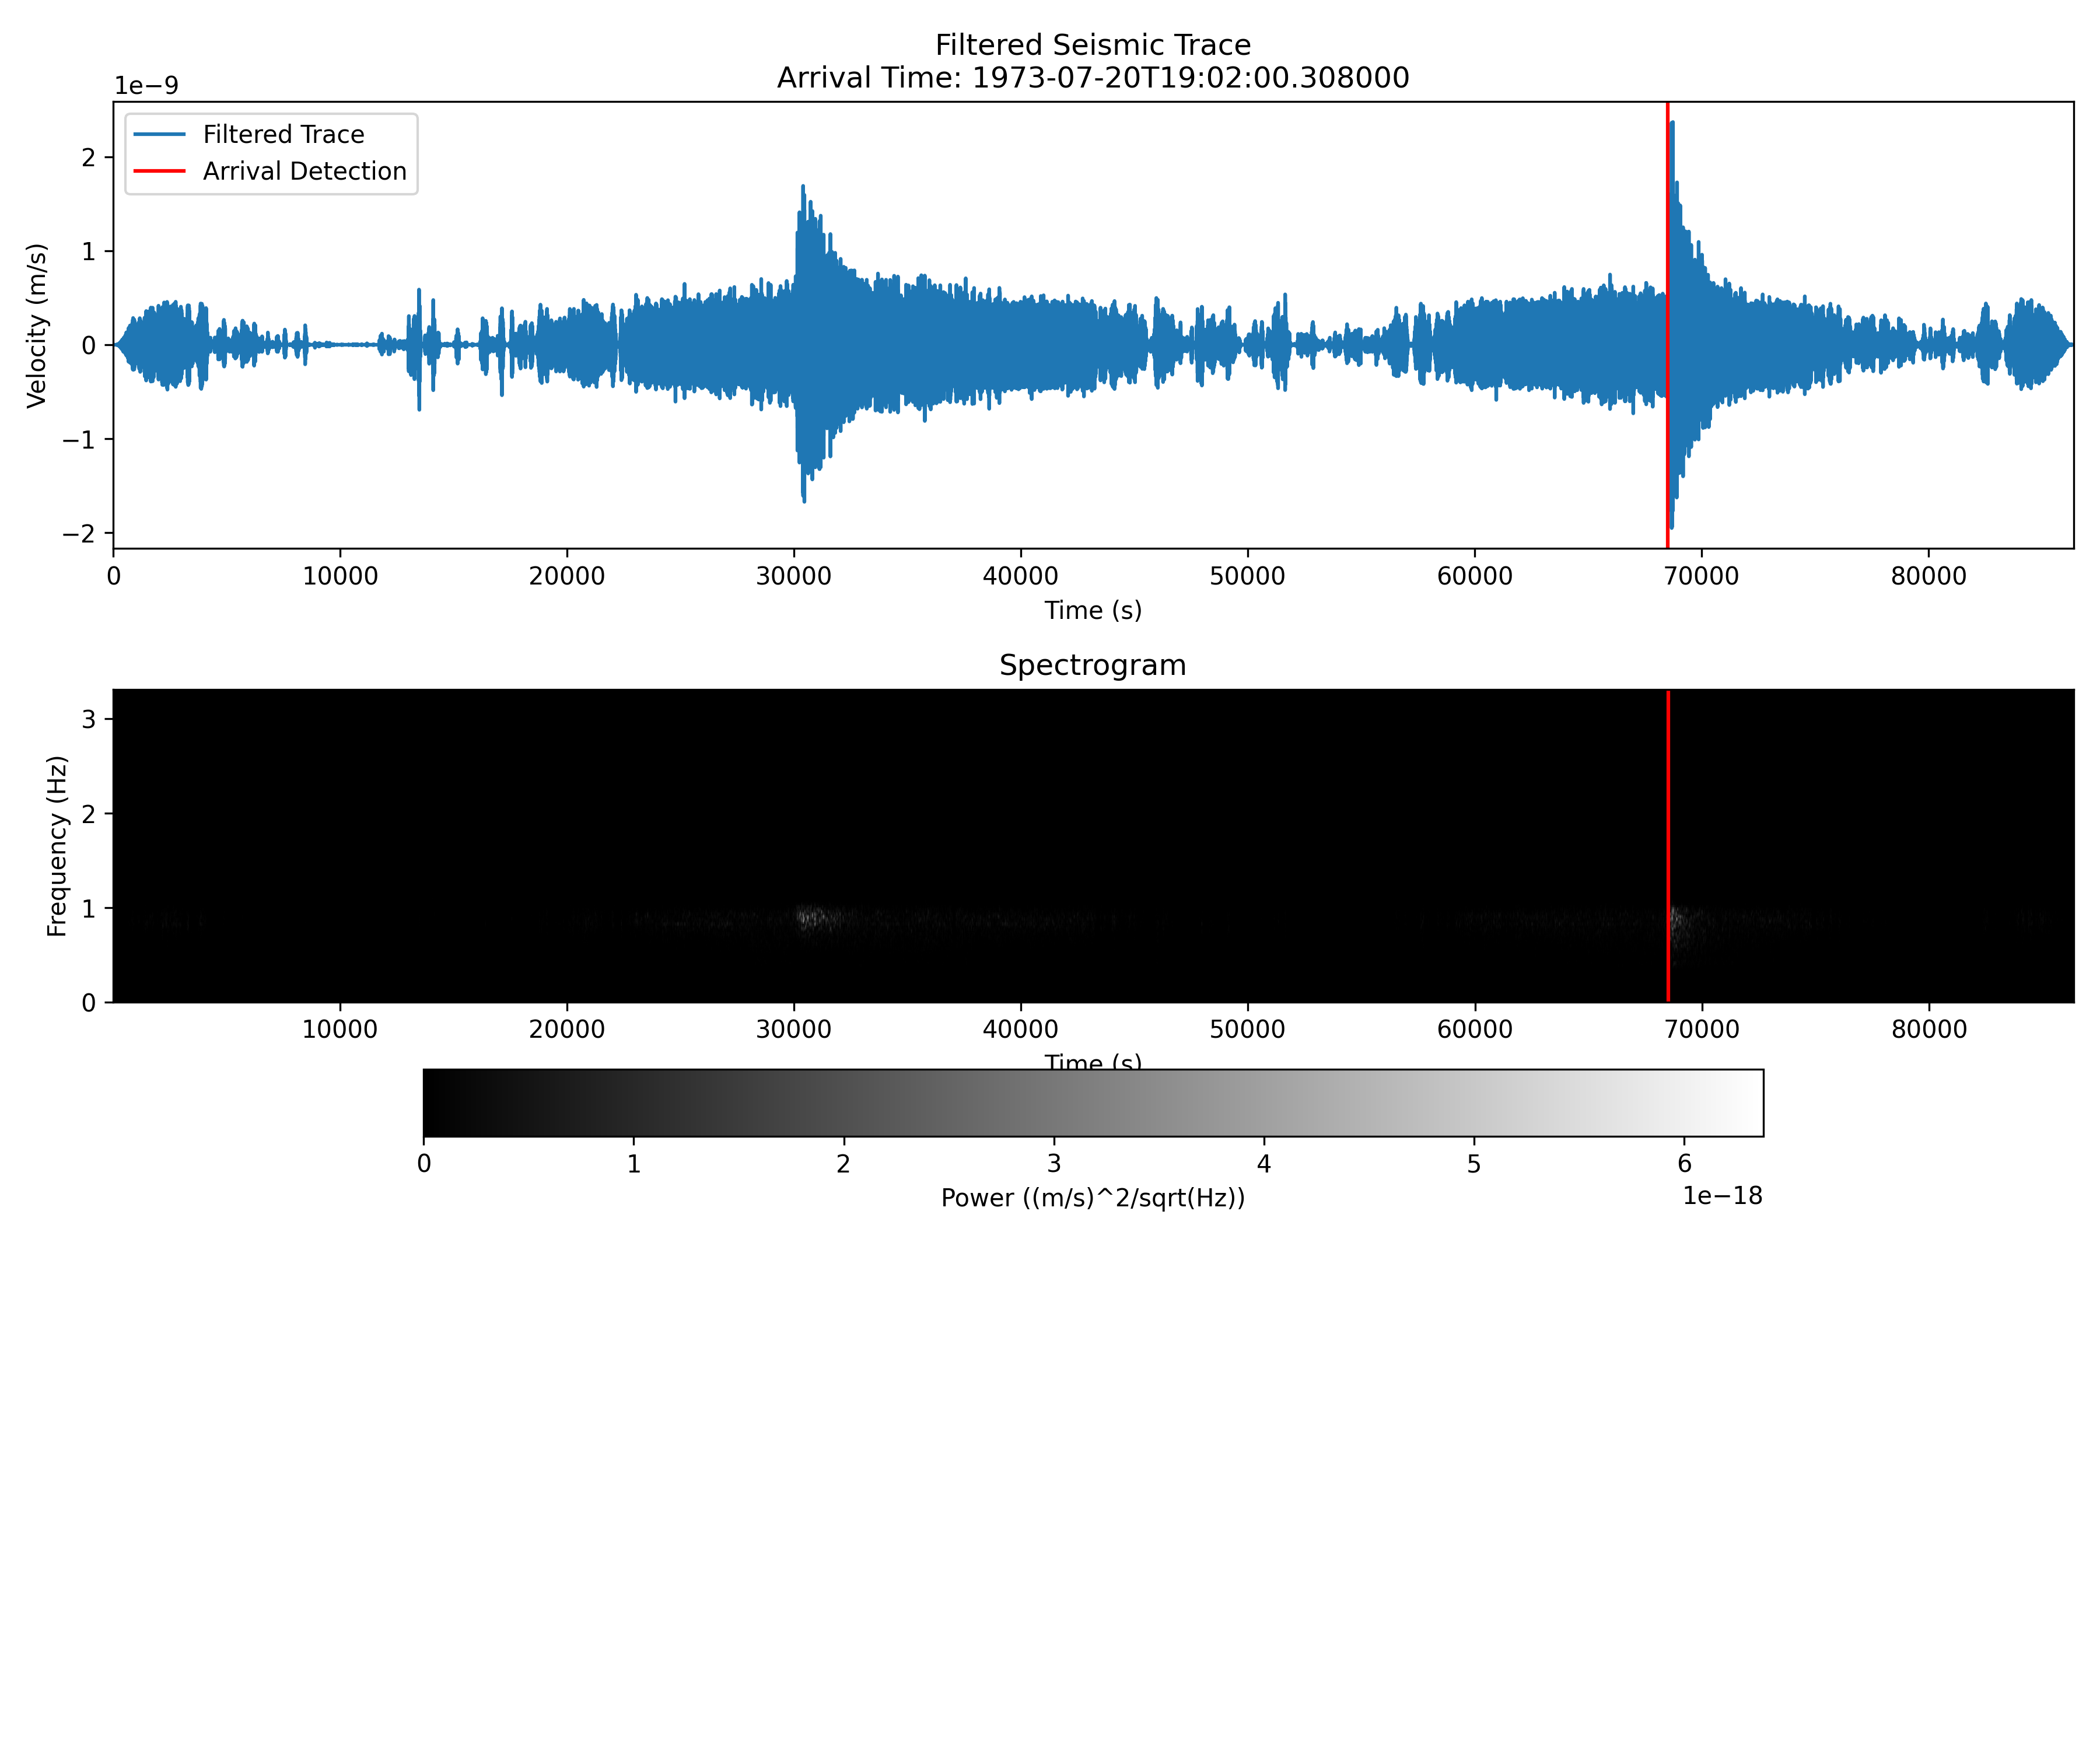 Filtered Seismic Trace
Arrival Time: 1973-07-20T19:02:00.308000
1e−9
Filtered Trace
Arrival Detection
Velocity (m/s)
2
1
0
−1
−2
0 10000 20000 30000 40000 50000 60000 70000 80000
Time (s)
Spectrogram
Frequency (Hz)
3
2
1
0
10000 20000 30000 40000 50000 60000 70000 80000
Time (s)
0 1 2 3 4 5 6
1e−18
Power ((m/s)^2/sqrt(Hz))